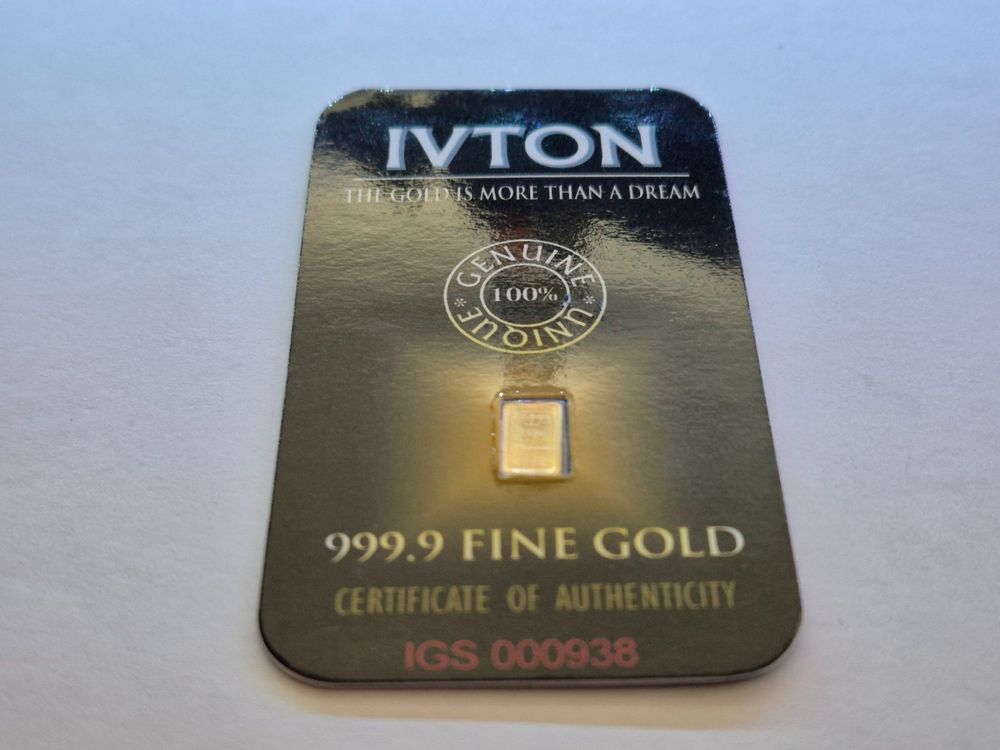 IVTON
THE GOLD IS MORE THAN A DREAM
GENUINE
100%
* UNIQUE *
999.9 FINE GOLD
CERTIFICATE OF AUTHENTICITY
IGS 000938